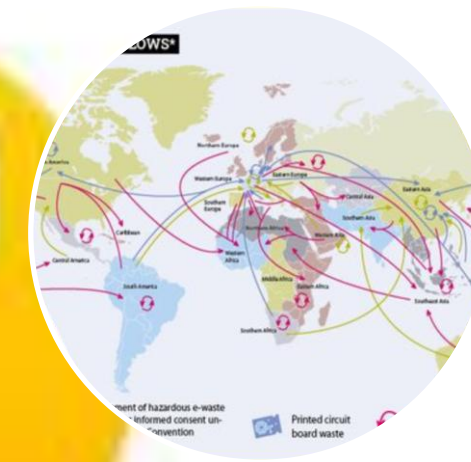 LOWS*
Northern Europe
America
Western Europe
Eastern Europe
Eastern Asia
Central Asia
Southern
Europe
Southern Asia
Northern Africa
Caribbean
Western Asia
Western
Africa
Central America
Middle Africa
South America
Eastern Africa
Southeast Asia
Southern Africa
ment of hazardous e-waste
informed consent un-
Convention
Printed circuit
board waste